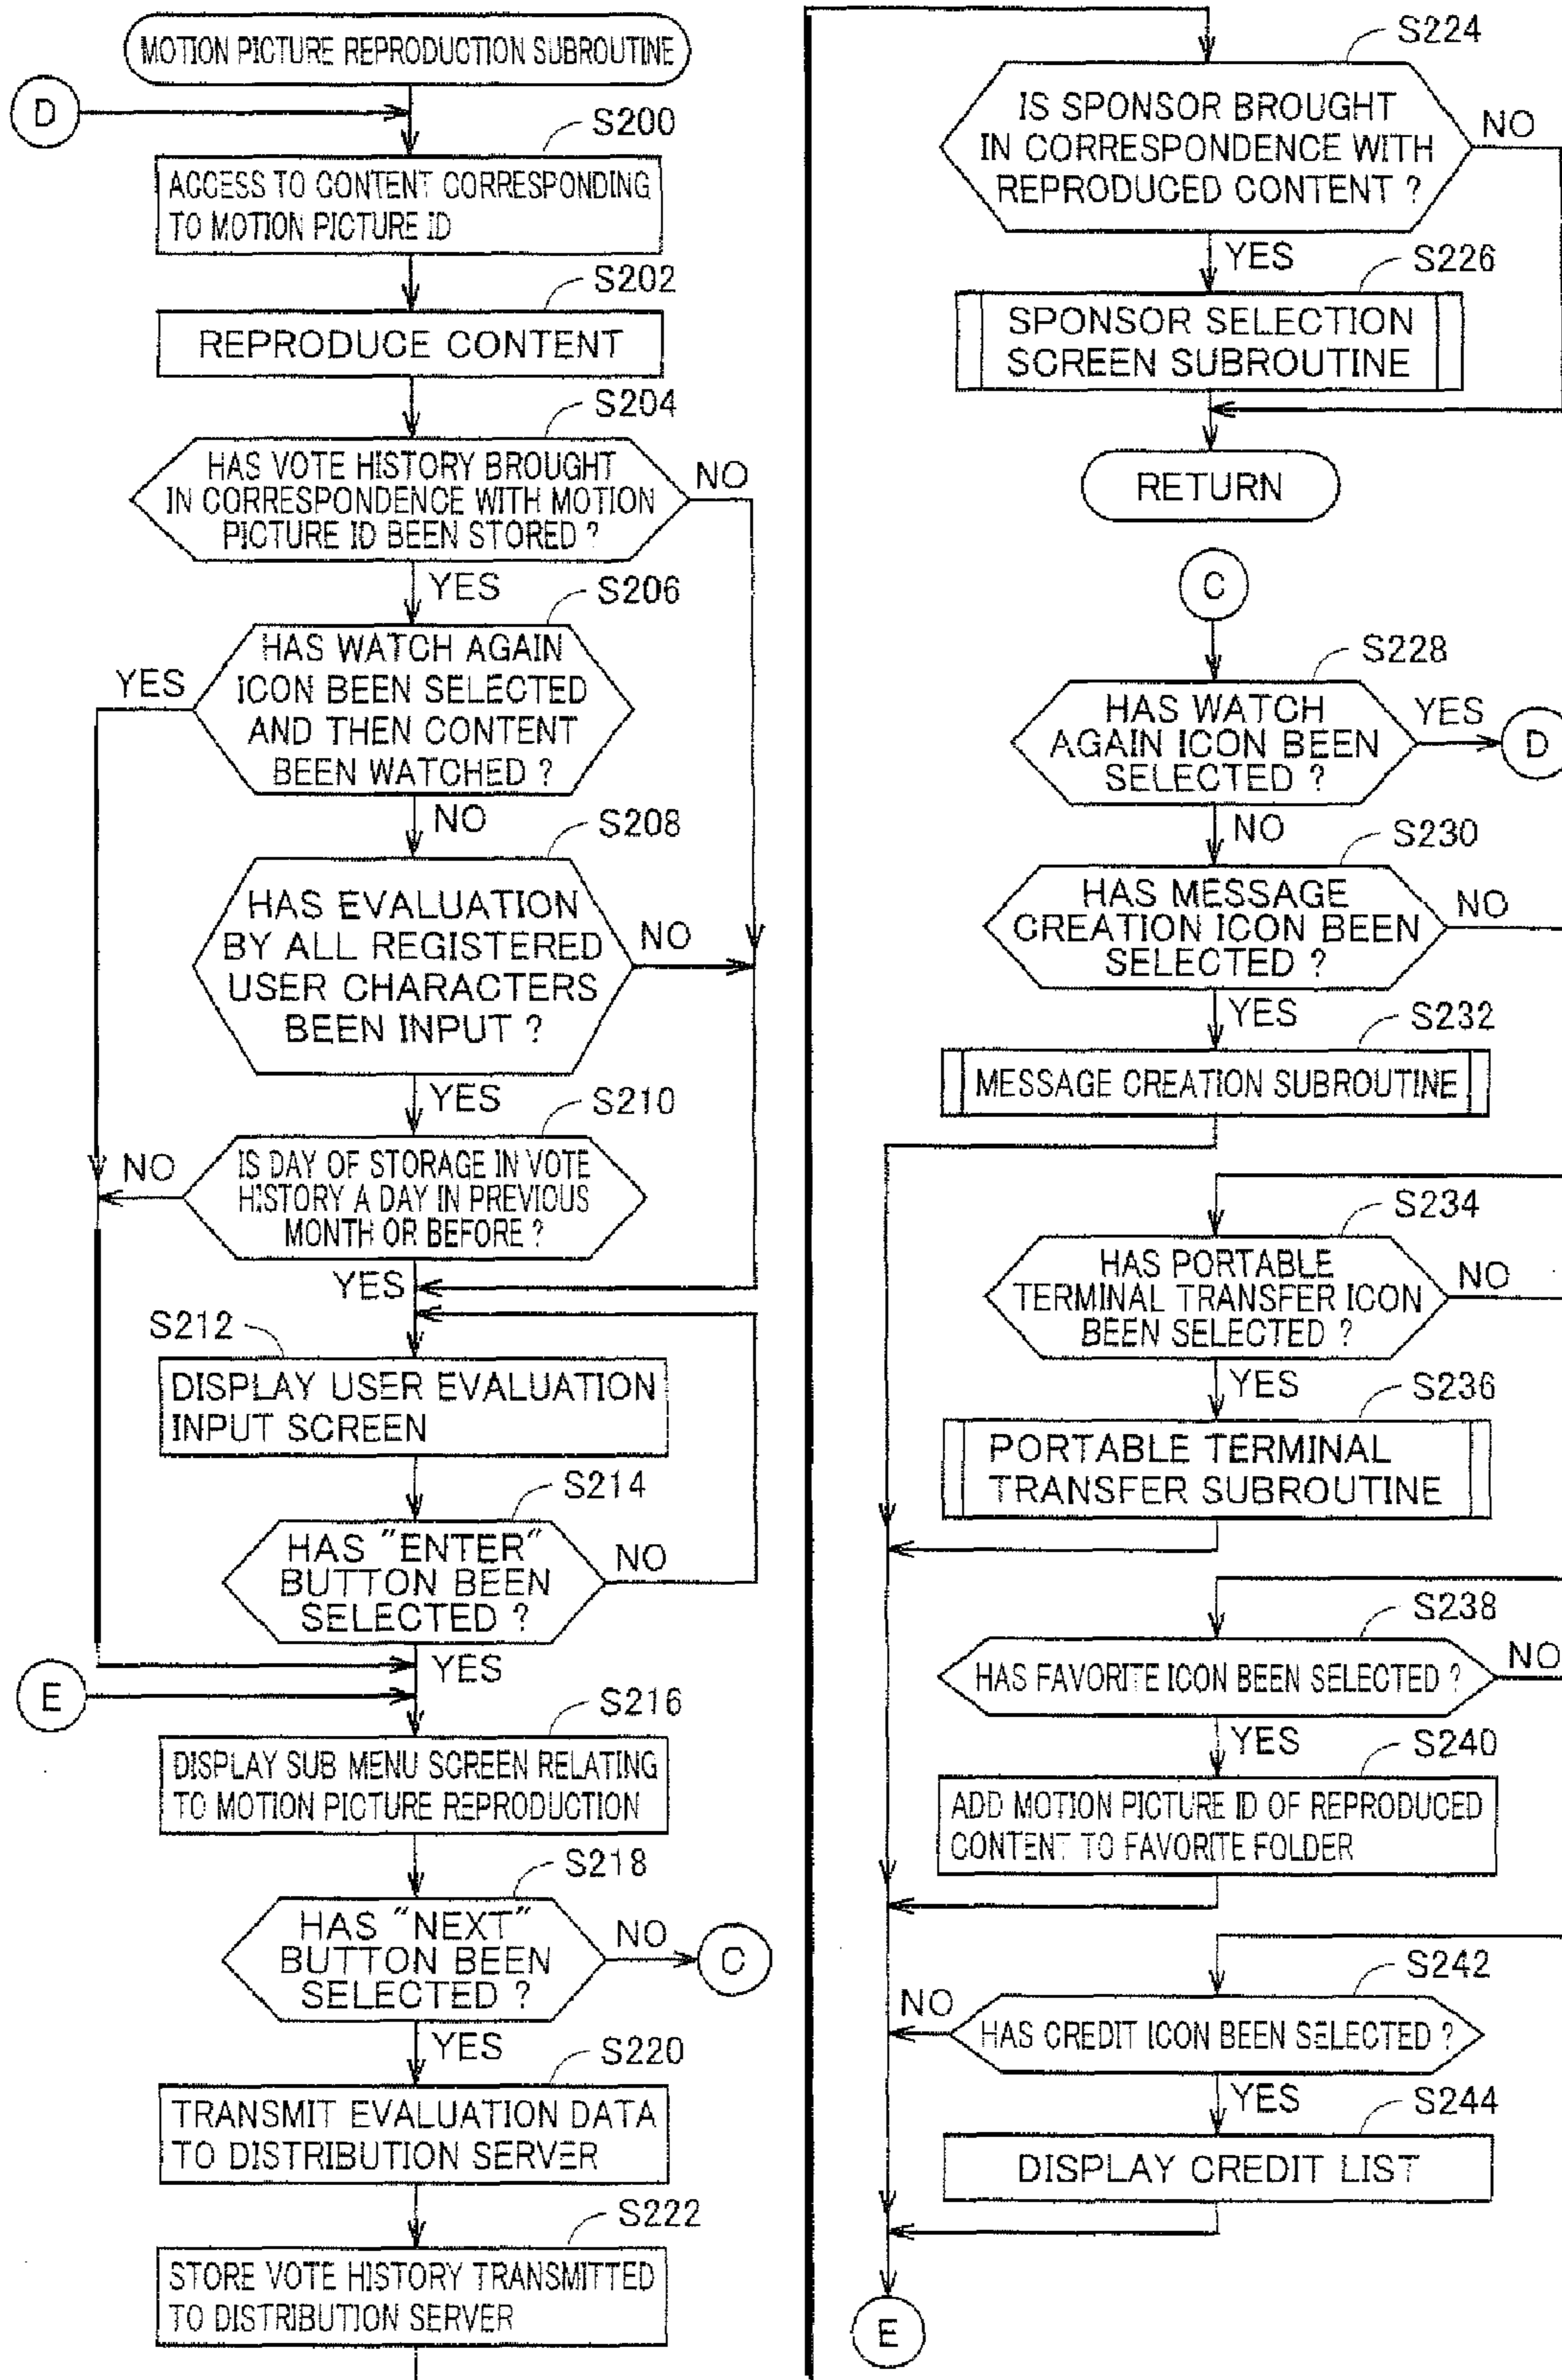 MOTION PICTURE REPRODUCTION SUBROUTINE
D
S200
ACCESS TO CONTENT CORRESPONDING
TO MOTION PICTURE ID
S202
REPRODUCE CONTENT
S204
HAS VOTE HISTORY BROUGHT
IN CORRESPONDENCE WITH MOTION
PICTURE ID BEEN STORED ?
NO
YES
S206
HAS WATCH AGAIN
ICON BEEN SELECTED
AND THEN CONTENT
BEEN WATCHED ?
YES
NO
S208
HAS EVALUATION
BY ALL REGISTERED
USER CHARACTERS
BEEN INPUT ?
NO
YES
S210
IS DAY OF STORAGE IN VOTE
HISTORY A DAY IN PREVIOUS
MONTH OR BEFORE ?
NO
YES
S212
DISPLAY USER EVALUATION
INPUT SCREEN
S214
HAS "ENTER"
BUTTON BEEN
SELECTED ?
NO
YES
E
S216
DISPLAY SUB MENU SCREEN RELATING
TO MOTION PICTURE REPRODUCTION
S218
HAS "NEXT"
BUTTON BEEN
SELECTED ?
NO
C
YES
S220
TRANSMIT EVALUATION DATA
TO DISTRIBUTION SERVER
S222
STORE VOTE HISTORY TRANSMITTED
TO DISTRIBUTION SERVER
S224
IS SPONSOR BROUGHT
IN CORRESPONDENCE WITH
REPRODUCED CONTENT ?
NO
YES
S226
SPONSOR SELECTION
SCREEN SUBROUTINE
RETURN
C
S228
HAS WATCH
AGAIN ICON BEEN
SELECTED ?
YES
D
NO
S230
HAS MESSAGE
CREATION ICON BEEN
SELECTED ?
NO
YES
S232
MESSAGE CREATION SUBROUTINE
S234
HAS PORTABLE
TERMINAL TRANSFER ICON
BEEN SELECTED ?
NO
YES
S236
PORTABLE TERMINAL
TRANSFER SUBROUTINE
S238
HAS FAVORITE ICON BEEN SELECTED ?
NO
YES
S240
ADD MOTION PICTURE ID OF REPRODUCED
CONTENT TO FAVORITE FOLDER
S242
HAS CREDIT ICON BEEN SELECTED ?
NO
YES
S244
DISPLAY CREDIT LIST
E